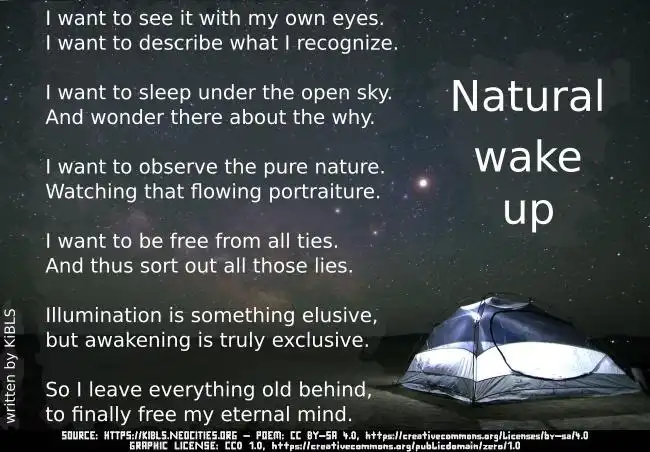 I want to see it with my own eyes.
I want to describe what I recognize.
I want to sleep under the open sky.
And wonder there about the why.
I want to observe the pure nature.
Watching that flowing portraiture.
I want to be free from all ties.
And thus sort out all those lies.
Illumination is something elusive,
but awakening is truly exclusive.
So I leave everything old behind,
to finally free my eternal mind.
Natural
wake
up
written by KiBLS
SOURCE: HTTPS://KIBLS.NEOCITIES.ORG - POEM: CC BY-SA 4.0, https://creativecommons.org/licenses/by-sa/4.0
GRAPHIC LICENSE: CC0 1.0, https://creativecommons.org/publicdomain/zero/1.0